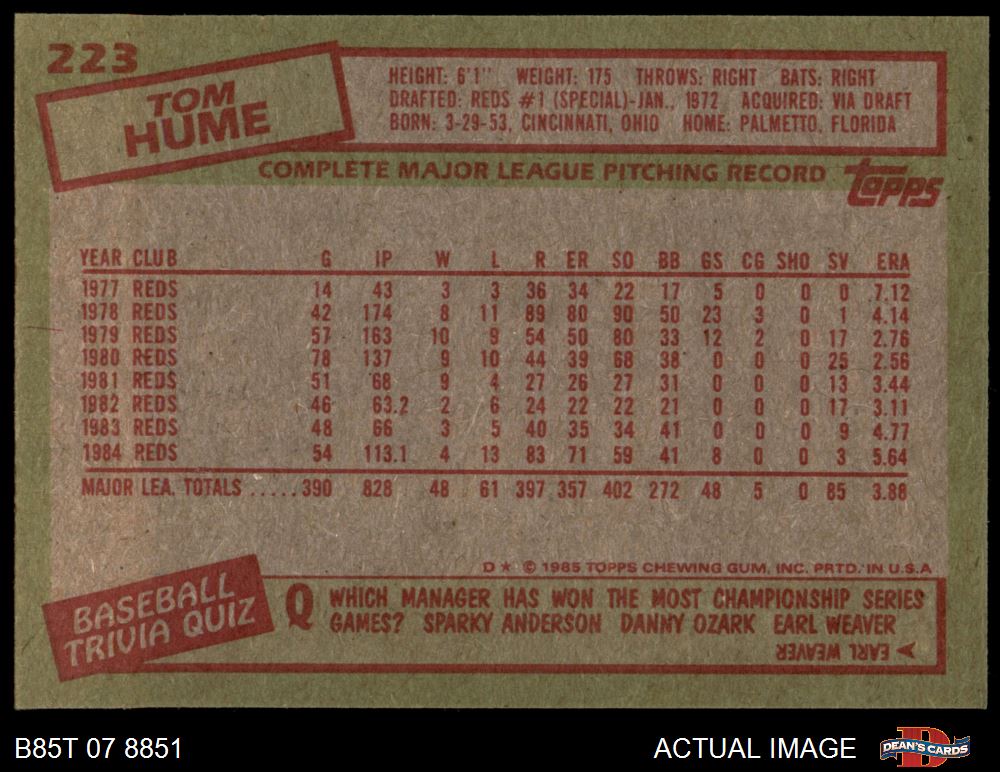 223
TOM
HUME
HEIGHT: 6'1" WEIGHT: 175 THROWS: RIGHT BATS: RIGHT
DRAFTED: REDS #1 (SPECIAL)-JAN., 1972 ACQUIRED: VIA DRAFT
BORN: 3-29-53, CINCINNATI, OHIO HOME: PALMETTO, FLORIDA
COMPLETE MAJOR LEAGUE PITCHING RECORD
Topps
YEAR CLUB G IP W L R ER SO BB GS CG SHO SV ERA
1977 REDS 14 43 3 3 36 34 22 17 5 0 0 0 7.12
1978 REDS 42 174 8 11 89 80 90 50 23 3 0 1 4.14
1979 REDS 57 163 10 9 54 50 80 33 12 2 0 17 2.76
1980 REDS 78 137 9 10 44 39 68 38 0 0 0 25 2.56
1981 REDS 51 68 9 4 27 26 27 31 0 0 0 13 3.44
1982 REDS 46 63.2 2 6 24 22 22 21 0 0 0 17 3.11
1983 REDS 48 66 3 5 40 35 34 41 0 0 0 9 4.77
1984 REDS 54 113.1 4 13 83 71 59 41 8 0 0 3 5.64
MAJOR LEA. TOTALS .....390 828 48 61 397 357 402 272 48 5 0 85 3.88
D★ © 1985 TOPPS CHEWING GUM, INC. PRTD. IN U.S.A
BASEBALL
TRIVIA QUIZ
Q WHICH MANAGER HAS WON THE MOST CHAMPIONSHIP SERIES
GAMES? SPARKY ANDERSON DANNY OZARK EARL WEAVER
EARL WEAVER
B85T 07 8851
ACTUAL IMAGE
D
DEAN'S CARDS